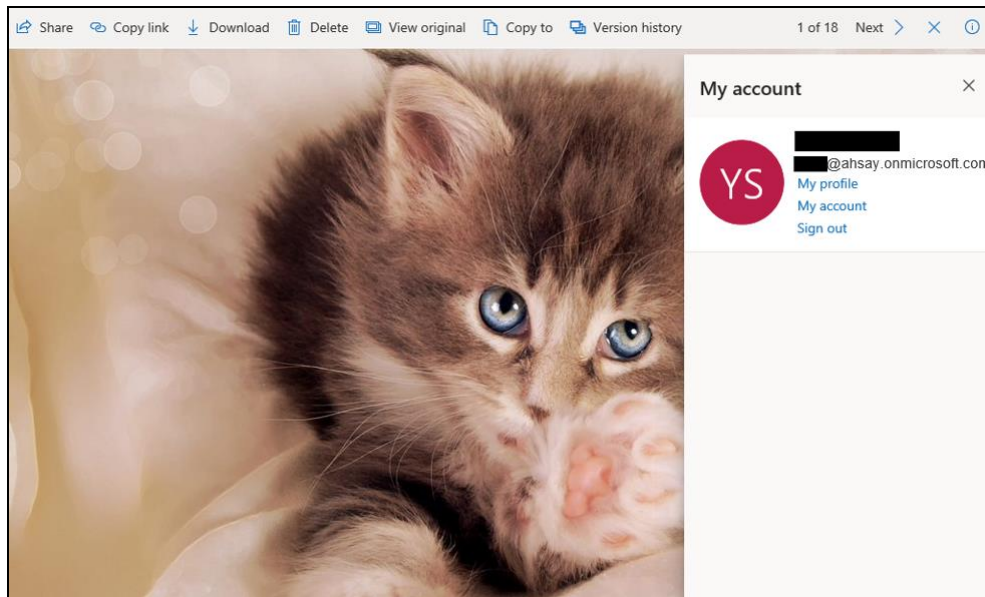 Share Copy link Download Delete View original Copy to Version history 1 of 18 Next
My account
YS
@ahsay.onmicrosoft.com
My profile
My account
Sign out